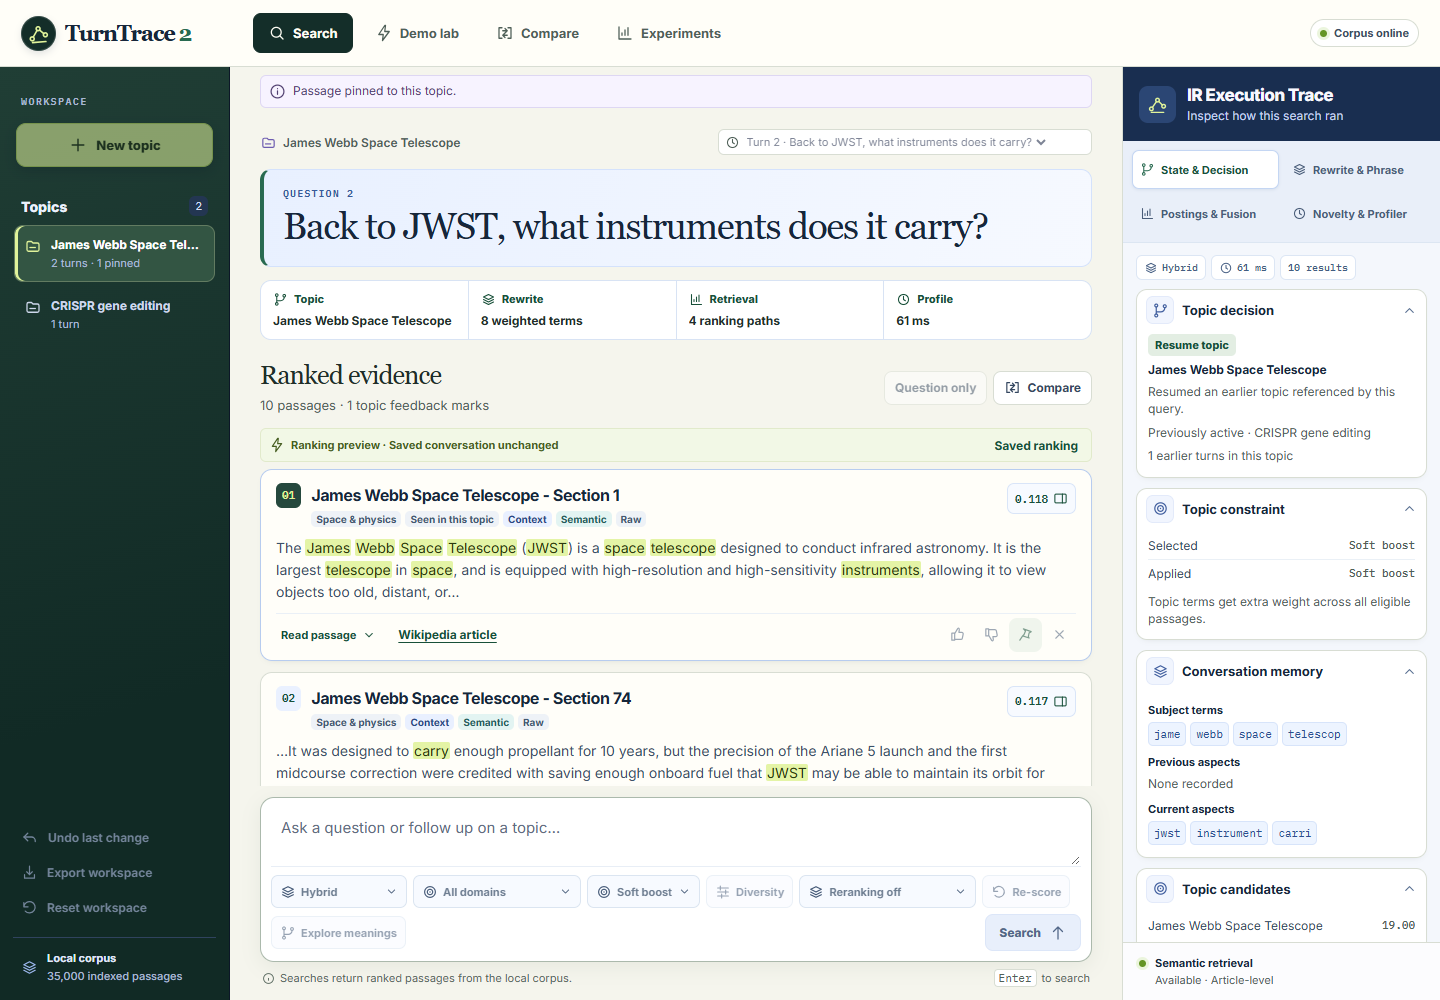 TurnTrace 2
Search
Demo lab
Compare
Experiments
Corpus online
WORKSPACE
New topic
Topics
2
James Webb Space Tel...
2 turns · 1 pinned
CRISPR gene editing
1 turn
Undo last change
Export workspace
Reset workspace
Local corpus
35,000 indexed passages
Passage pinned to this topic.
James Webb Space Telescope
Turn 2 · Back to JWST, what instruments does it carry?
QUESTION 2
Back to JWST, what instruments does it carry?
Topic
James Webb Space Telescope
Rewrite
8 weighted terms
Retrieval
4 ranking paths
Profile
61 ms
Ranked evidence
10 passages · 1 topic feedback marks
Question only
Compare
Ranking preview · Saved conversation unchanged
Saved ranking
01
James Webb Space Telescope - Section 1
0.118
Space & physics
Seen in this topic
Context
Semantic
Raw
The James Webb Space Telescope (JWST) is a space telescope designed to conduct infrared astronomy. It is the
largest telescope in space, and is equipped with high-resolution and high-sensitivity instruments, allowing it to view
objects too old, distant, or...
Read passage
Wikipedia article
02
James Webb Space Telescope - Section 74
0.117
Space & physics
Context
Semantic
Raw
...It was designed to carry enough propellant for 10 years, but the precision of the Ariane 5 launch and the first
midcourse correction were credited with saving enough onboard fuel that JWST may be able to maintain its orbit for
Ask a question or follow up on a topic...
Hybrid
All domains
Soft boost
Diversity
Reranking off
Re-score
Explore meanings
Search
Searches return ranked passages from the local corpus.
Enter to search
IR Execution Trace
Inspect how this search ran
State & Decision
Rewrite & Phrase
Postings & Fusion
Novelty & Profiler
Hybrid
61 ms
10 results
Topic decision
Resume topic
James Webb Space Telescope
Resumed an earlier topic referenced by this
query.
Previously active · CRISPR gene editing
1 earlier turns in this topic
Topic constraint
Selected
Soft boost
Applied
Soft boost
Topic terms get extra weight across all eligible
passages.
Conversation memory
Subject terms
jame
webb
space
telescop
Previous aspects
None recorded
Current aspects
jwst
instrument
carri
Topic candidates
James Webb Space Telescope
19.00
Semantic retrieval
Available · Article-level